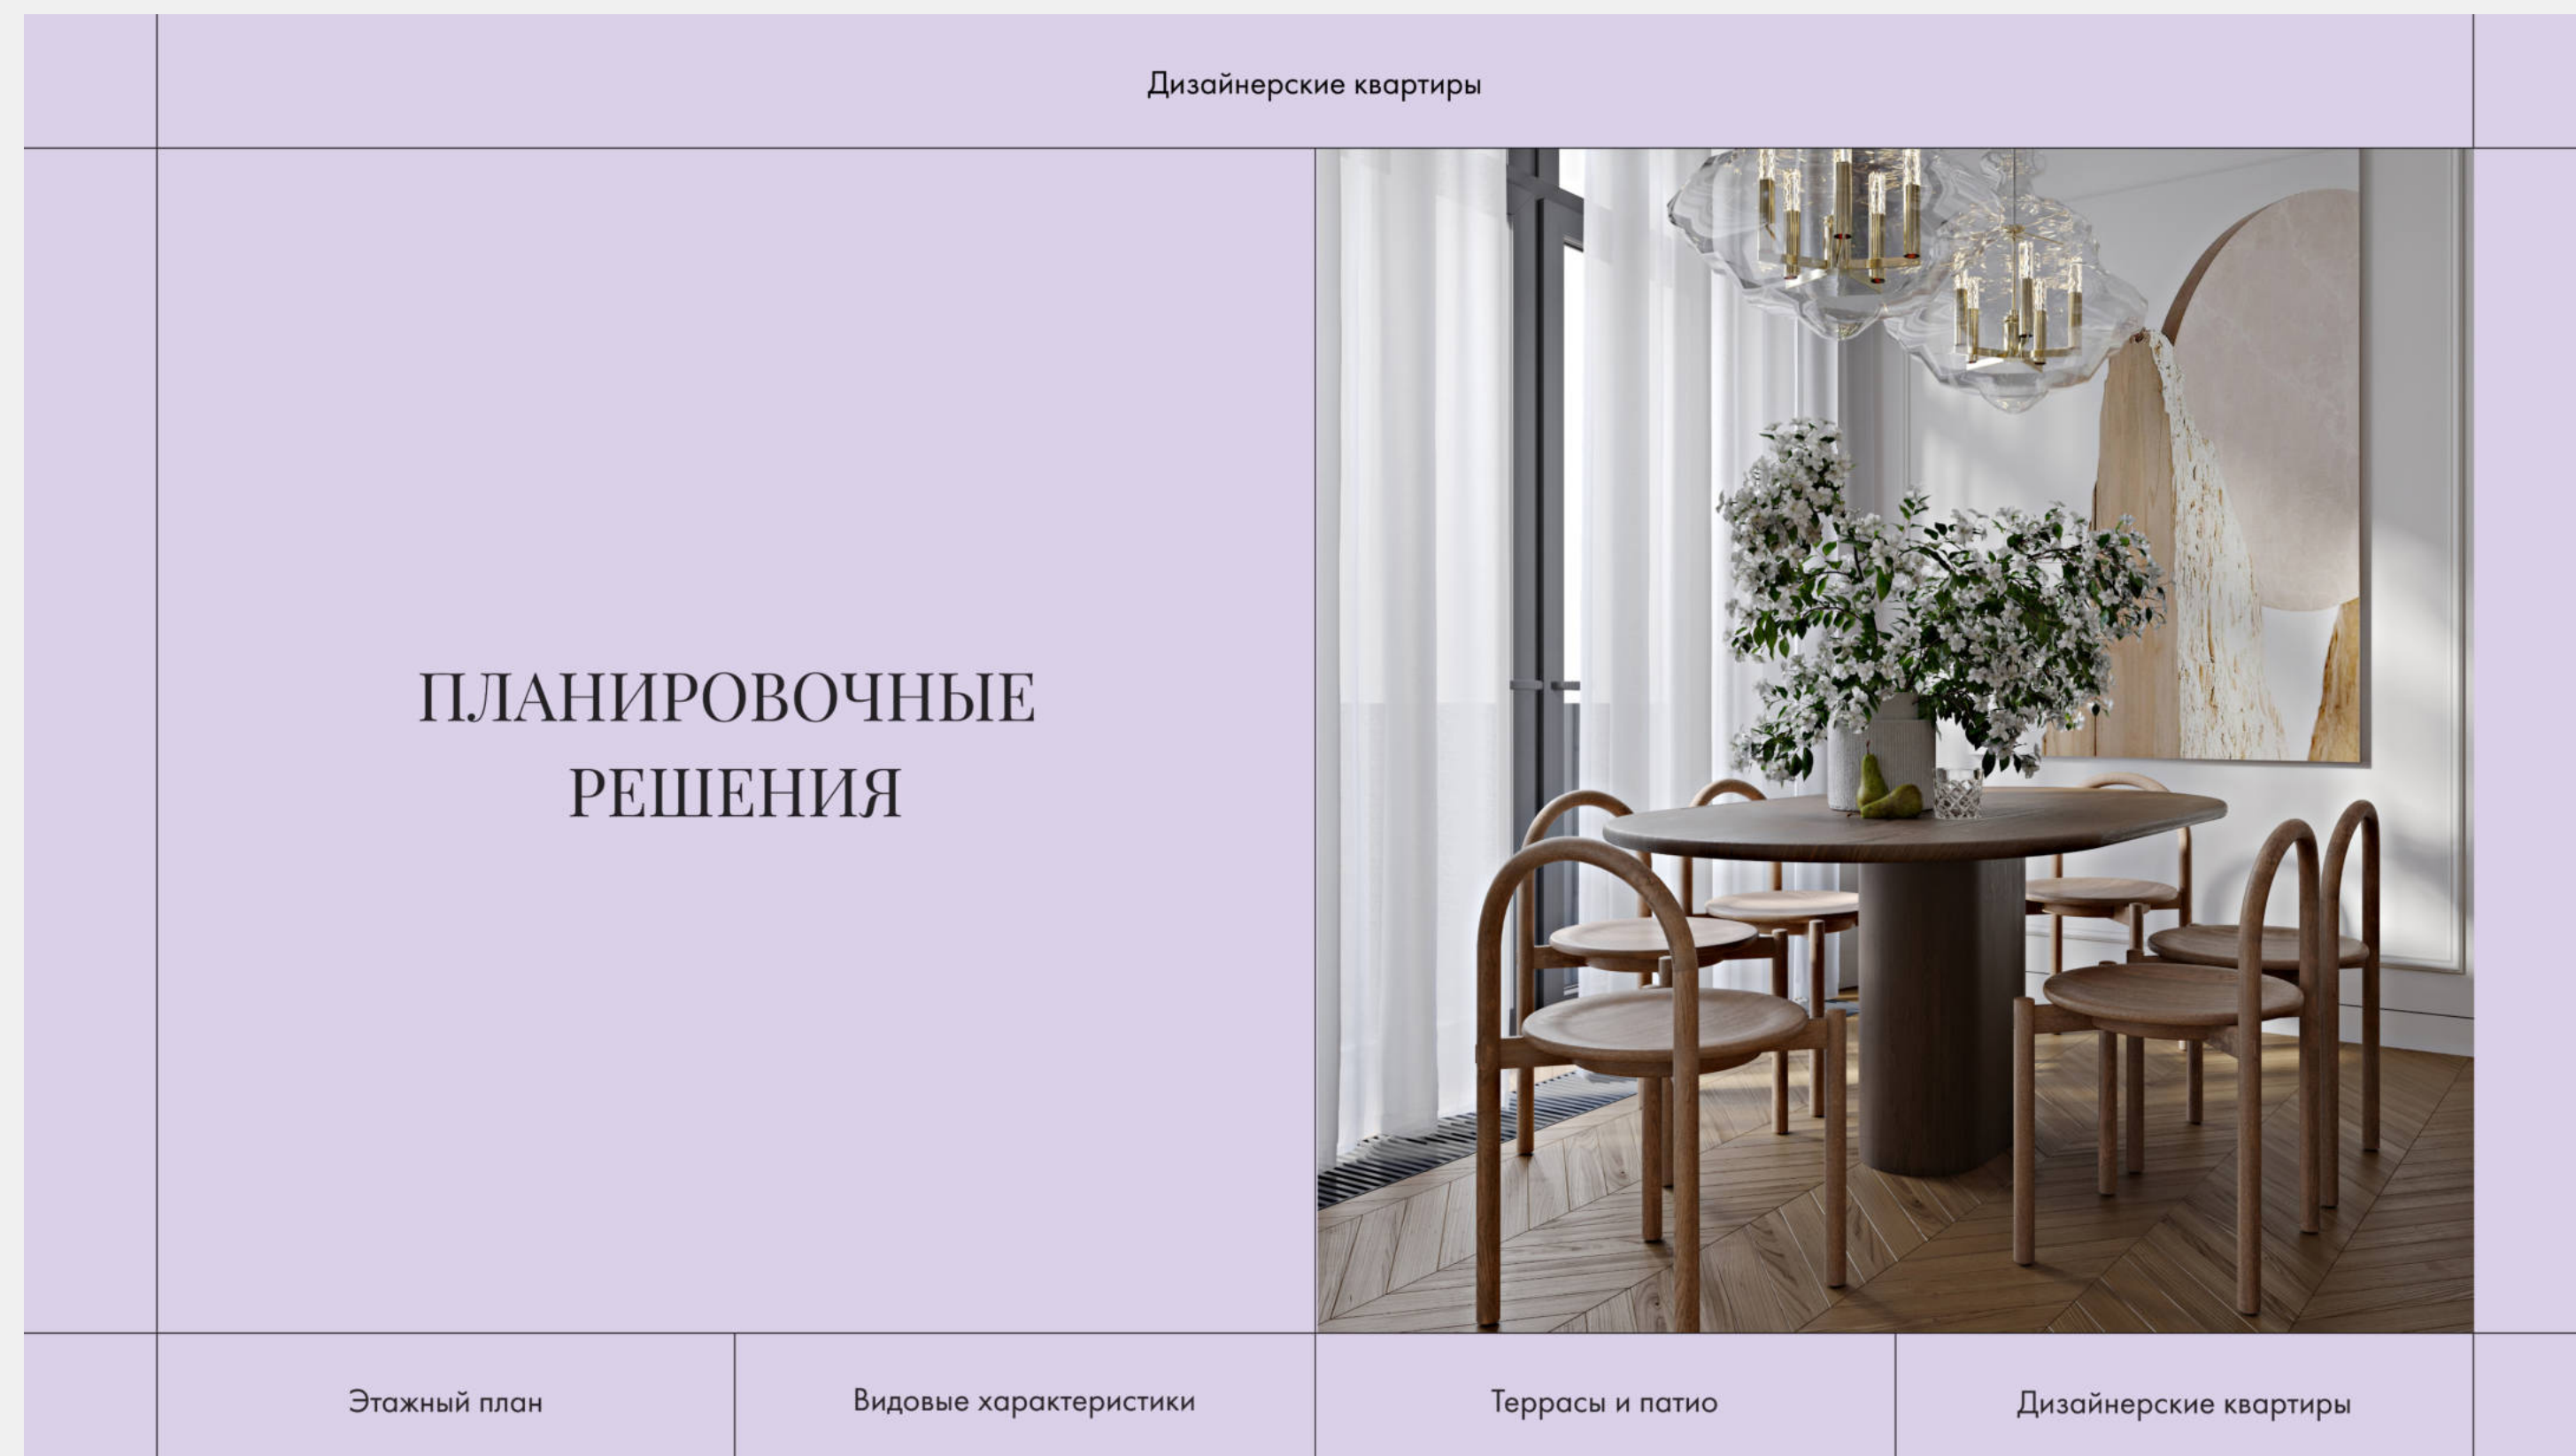 Дизайнерские квартиры
ПЛАНИРОВОЧНЫЕ
РЕШЕНИЯ
Этажный план
Видовые характеристики
Террасы и патио
Дизайнерские квартиры